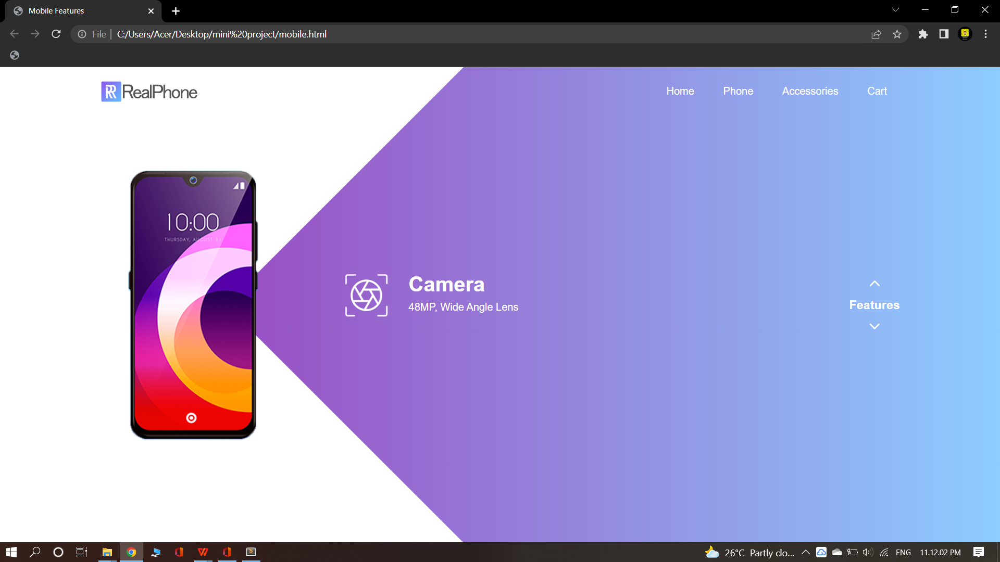 Mobile Features
File | C:/Users/Acer/Desktop/mini%20project/mobile.html
RR RealPhone
Home Phone Accessories Cart
10:00
THURSDAY, AUGUST 31
Camera
48MP, Wide Angle Lens
Features
26°C Partly clo... ENG 11.12.02 PM